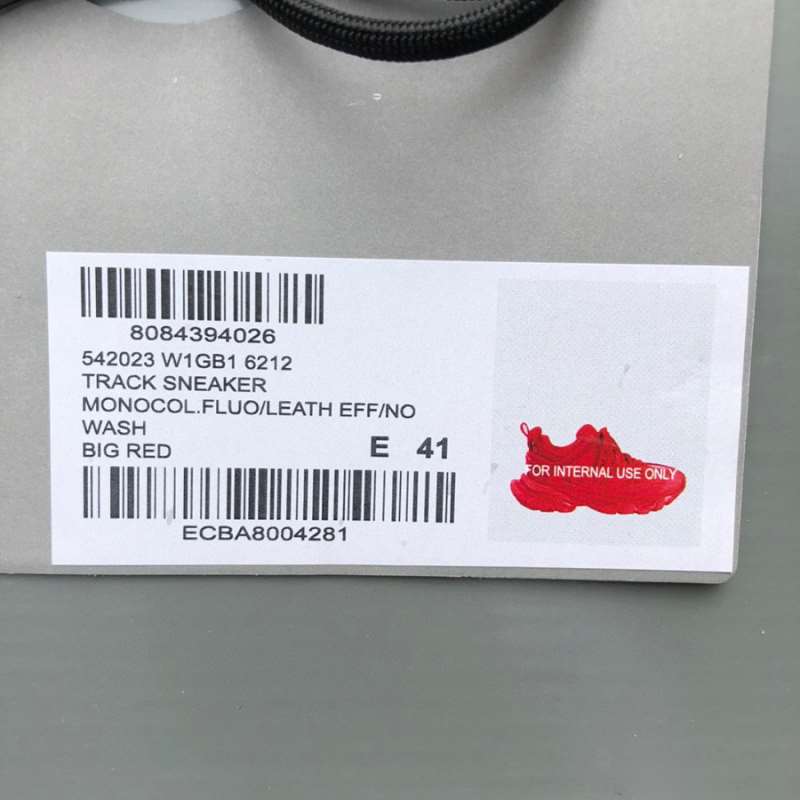 8084394026
542023 W1GB1 6212
TRACK SNEAKER
MONOCOL.FLUO/LEATH EFF/NO
WASH
BIG RED E 41
ECBA8004281
FOR INTERNAL USE ONLY